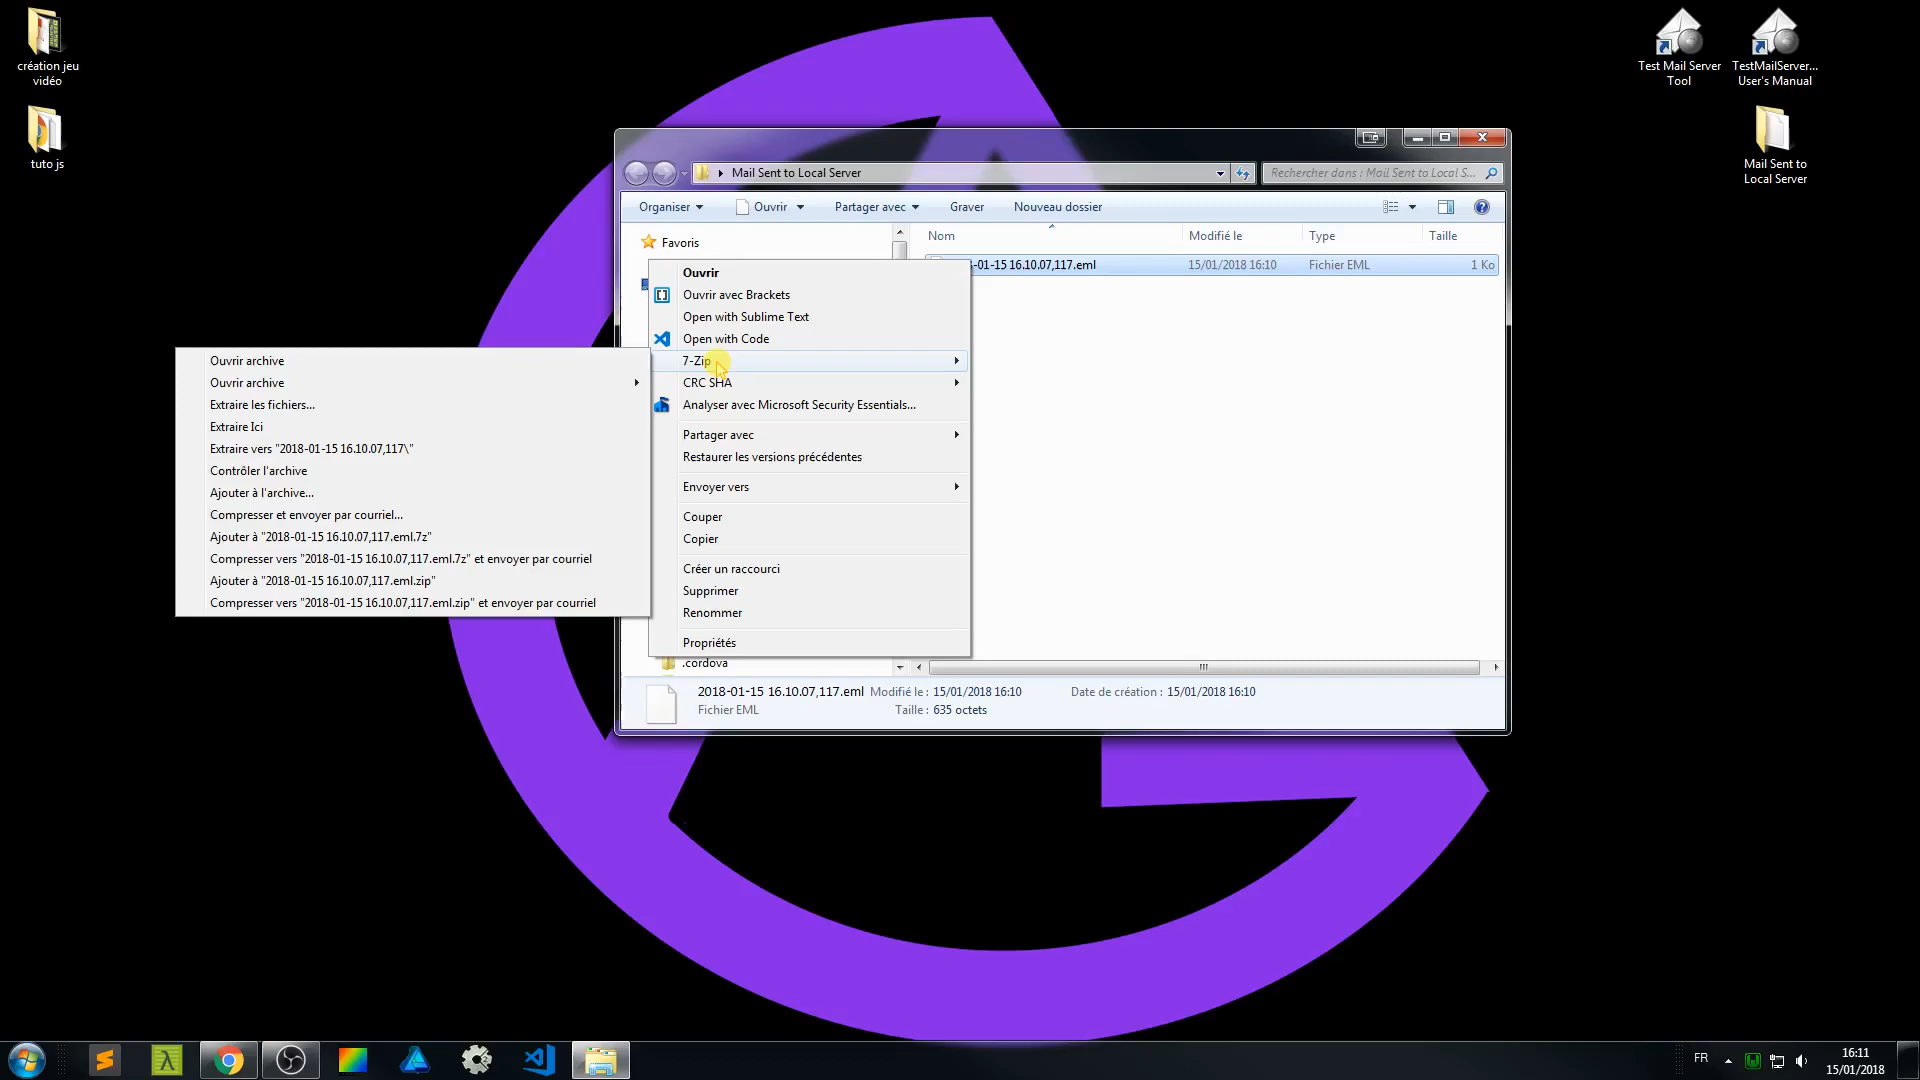 création jeu
vidéo
tuto js
Test Mail Server
Tool
TestMailServer...
User's Manual
Mail Sent to
Local Server
Mail Sent to Local Server
Rechercher dans : Mail Sent to Local S...
Organiser
Ouvrir
Partager avec
Graver
Nouveau dossier
Favoris
Nom
Modifié le
Type
Taille
-01-15 16.10.07,117.eml
15/01/2018 16:10
Fichier EML
1 Ko
Ouvrir
Ouvrir avec Brackets
Open with Sublime Text
Open with Code
7-Zip
CRC SHA
Analyser avec Microsoft Security Essentials...
Partager avec
Restaurer les versions précédentes
Envoyer vers
Couper
Copier
Créer un raccourci
Supprimer
Renommer
Propriétés
Ouvrir archive
Ouvrir archive
Extraire les fichiers...
Extraire Ici
Extraire vers "2018-01-15 16.10.07,117\"
Contrôler l'archive
Ajouter à l'archive...
Compresser et envoyer par courriel...
Ajouter à "2018-01-15 16.10.07,117.eml.7z"
Compresser vers "2018-01-15 16.10.07,117.eml.7z" et envoyer par courriel
Ajouter à "2018-01-15 16.10.07,117.eml.zip"
Compresser vers "2018-01-15 16.10.07,117.eml.zip" et envoyer par courriel
.cordova
2018-01-15 16.10.07,117.eml
Modifié le : 15/01/2018 16:10
Date de création : 15/01/2018 16:10
Fichier EML
Taille : 635 octets
FR
16:11
15/01/2018